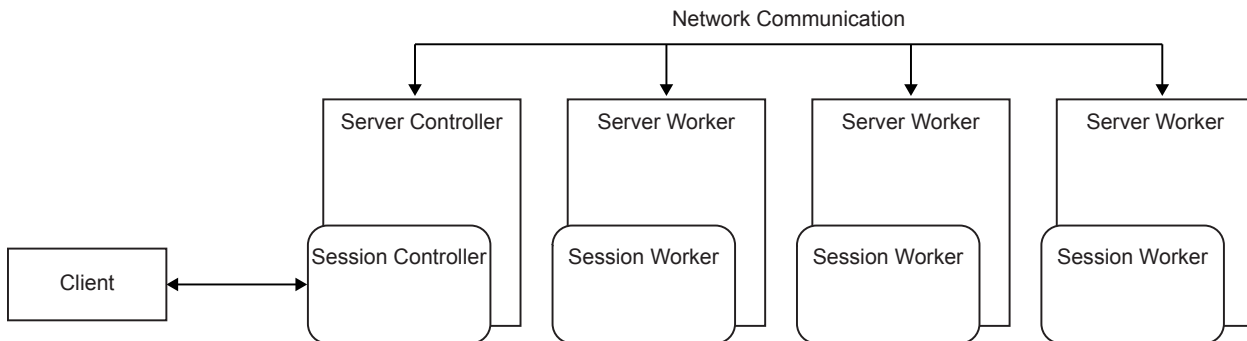 Network Communication
Server Controller
Server Worker
Server Worker
Server Worker
Session Controller
Session Worker
Session Worker
Session Worker
Client